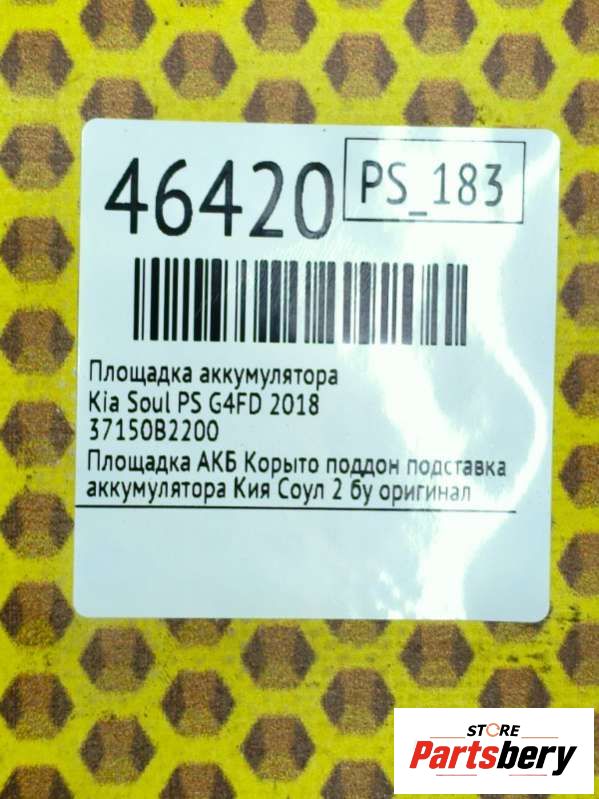 46420
PS_183
Площадка аккумулятора
Kia Soul PS G4FD 2018
37150B2200
Площадка АКБ Корыто поддон подставка
аккумулятора Кия Соул 2 бу оригинал
STORE
Partsbery